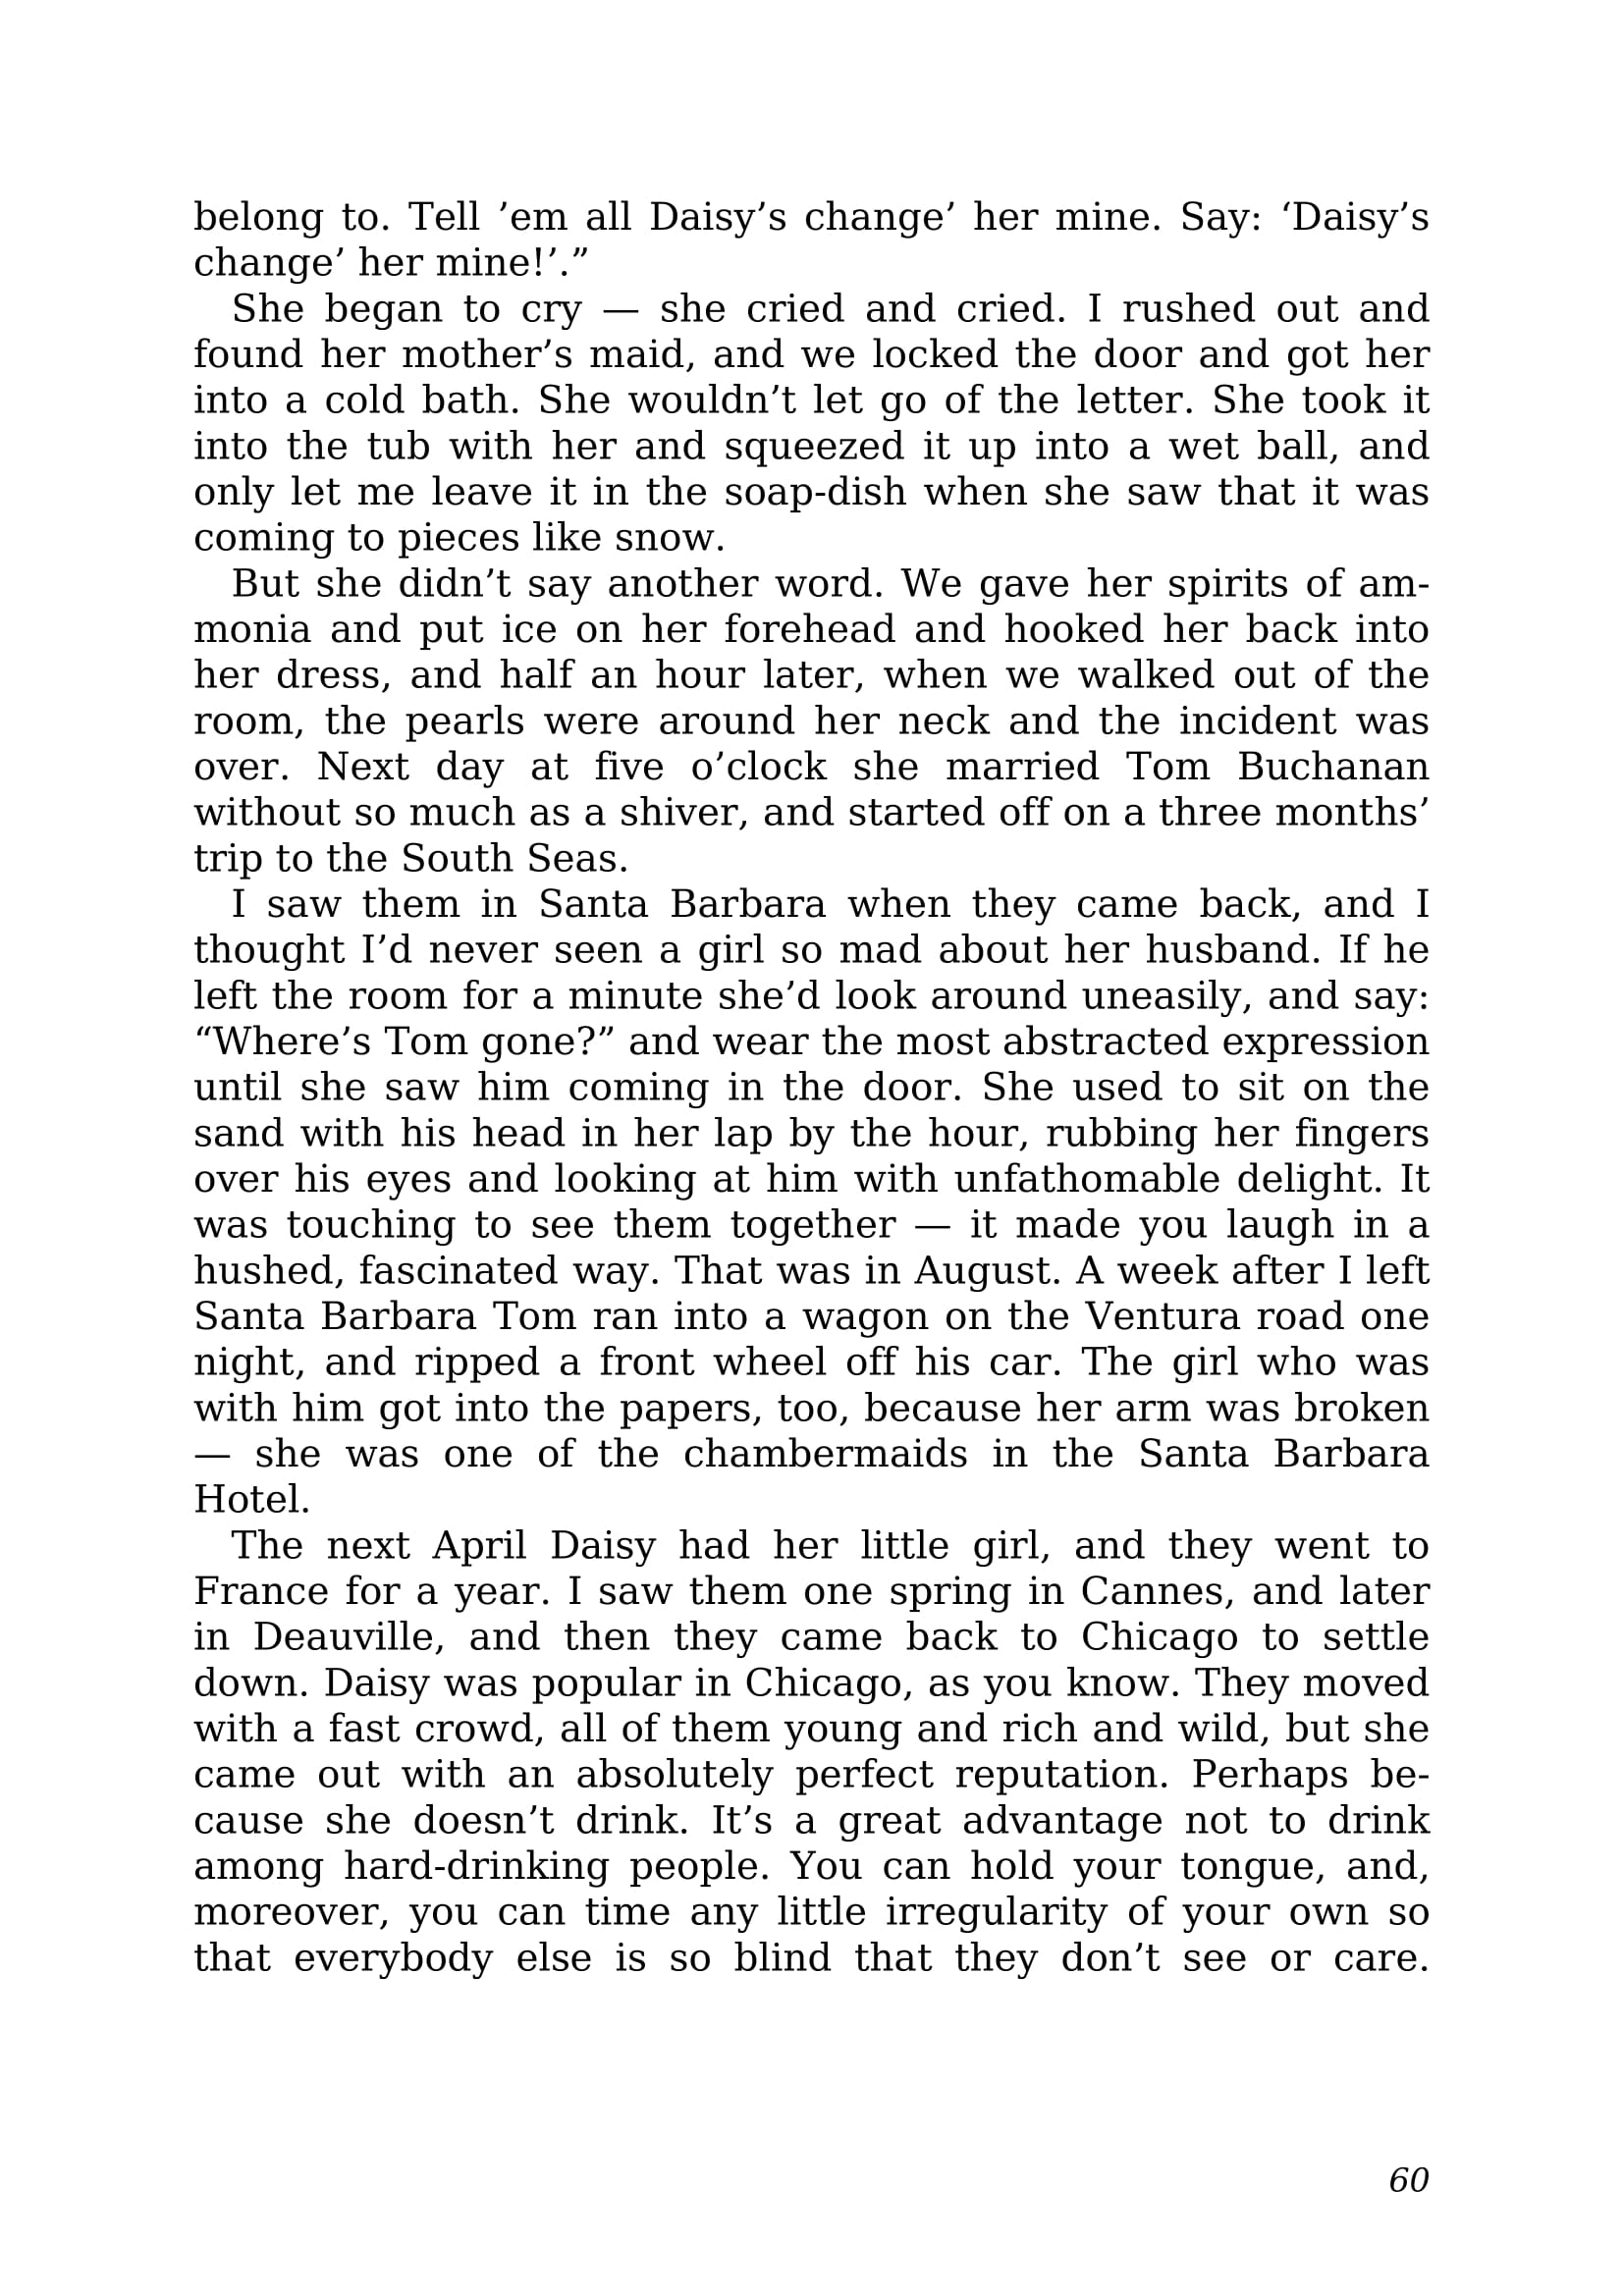 belong to. Tell ’em all Daisy’s change’ her mine. Say: ‘Daisy’s
change’ her mine!’.”
She began to cry — she cried and cried. I rushed out and
found her mother’s maid, and we locked the door and got her
into a cold bath. She wouldn’t let go of the letter. She took it
into the tub with her and squeezed it up into a wet ball, and
only let me leave it in the soap-dish when she saw that it was
coming to pieces like snow.
But she didn’t say another word. We gave her spirits of am-
monia and put ice on her forehead and hooked her back into
her dress, and half an hour later, when we walked out of the
room, the pearls were around her neck and the incident was
over. Next day at five o’clock she married Tom Buchanan
without so much as a shiver, and started off on a three months’
trip to the South Seas.
I saw them in Santa Barbara when they came back, and I
thought I’d never seen a girl so mad about her husband. If he
left the room for a minute she’d look around uneasily, and say:
“Where’s Tom gone?” and wear the most abstracted expression
until she saw him coming in the door. She used to sit on the
sand with his head in her lap by the hour, rubbing her fingers
over his eyes and looking at him with unfathomable delight. It
was touching to see them together — it made you laugh in a
hushed, fascinated way. That was in August. A week after I left
Santa Barbara Tom ran into a wagon on the Ventura road one
night, and ripped a front wheel off his car. The girl who was
with him got into the papers, too, because her arm was broken
— she was one of the chambermaids in the Santa Barbara
Hotel.
The next April Daisy had her little girl, and they went to
France for a year. I saw them one spring in Cannes, and later
in Deauville, and then they came back to Chicago to settle
down. Daisy was popular in Chicago, as you know. They moved
with a fast crowd, all of them young and rich and wild, but she
came out with an absolutely perfect reputation. Perhaps be-
cause she doesn’t drink. It’s a great advantage not to drink
among hard-drinking people. You can hold your tongue, and,
moreover, you can time any little irregularity of your own so
that everybody else is so blind that they don’t see or care.
60